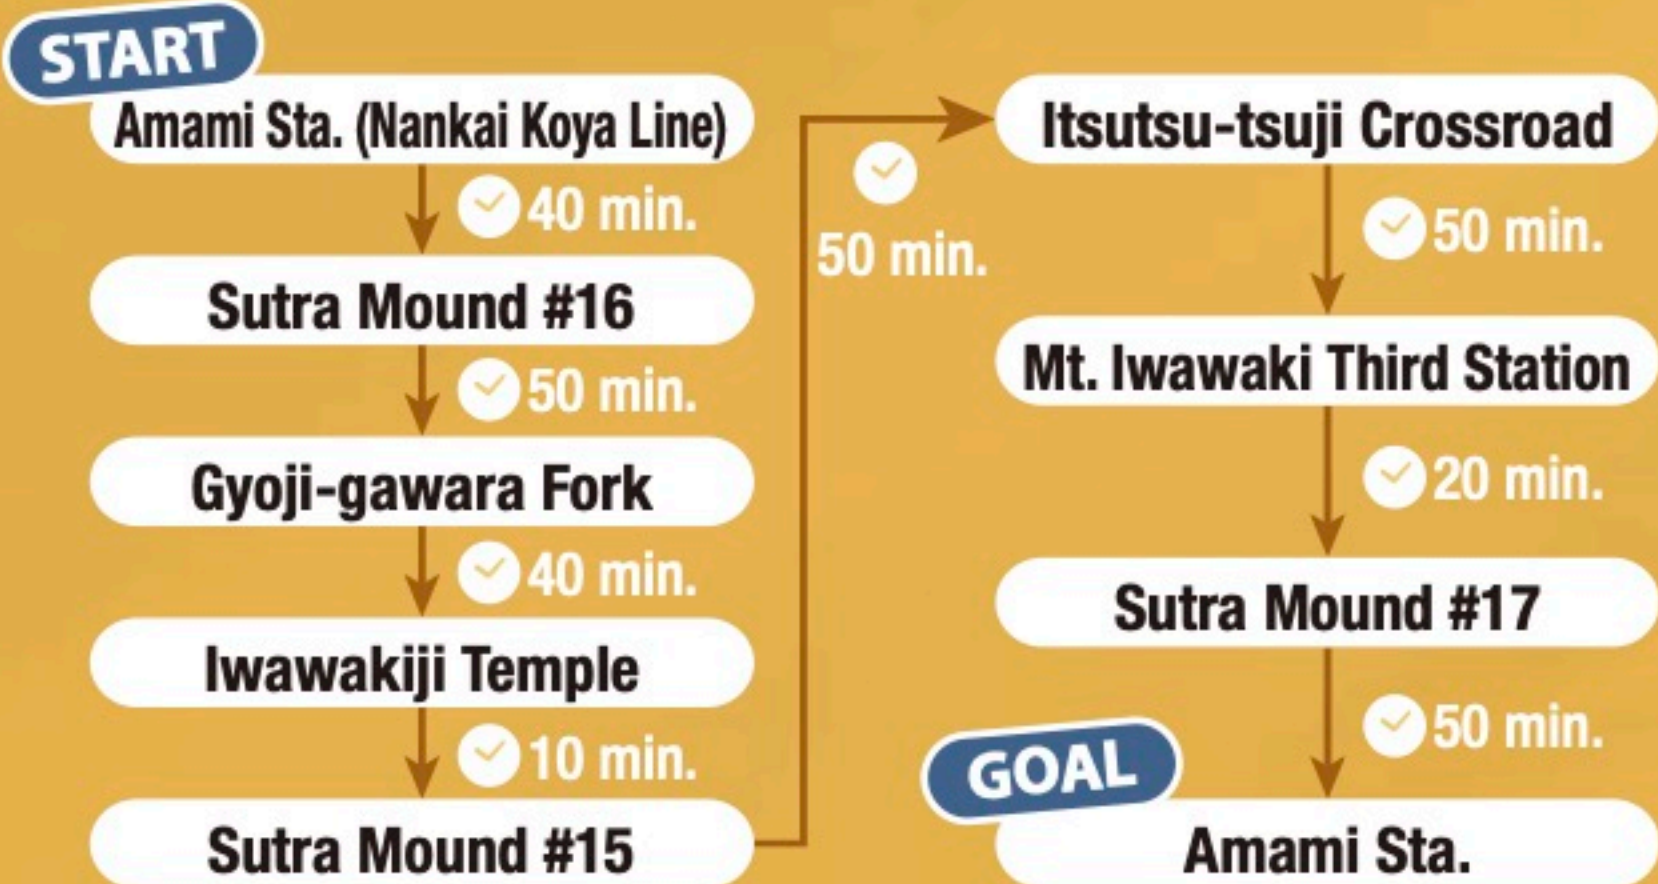 START
Amami Sta. (Nankai Koya Line)
40 min.
Sutra Mound #16
50 min.
Gyoji-gawara Fork
40 min.
Iwawakiji Temple
10 min.
Sutra Mound #15
50 min.
Itsutsu-tsuji Crossroad
50 min.
Mt. Iwawaki Third Station
20 min.
Sutra Mound #17
50 min.
GOAL
Amami Sta.